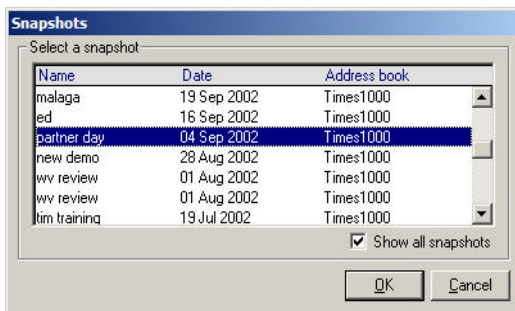 Snapshots
Select a snapshot
Name Date Address book
malaga 19 Sep 2002 Times1000
ed 16 Sep 2002 Times1000
partner day 04 Sep 2002 Times1000
new demo 28 Aug 2002 Times1000
wv review 01 Aug 2002 Times1000
wv review 01 Aug 2002 Times1000
tim training 19 Jul 2002 Times1000
Show all snapshots
OK Cancel